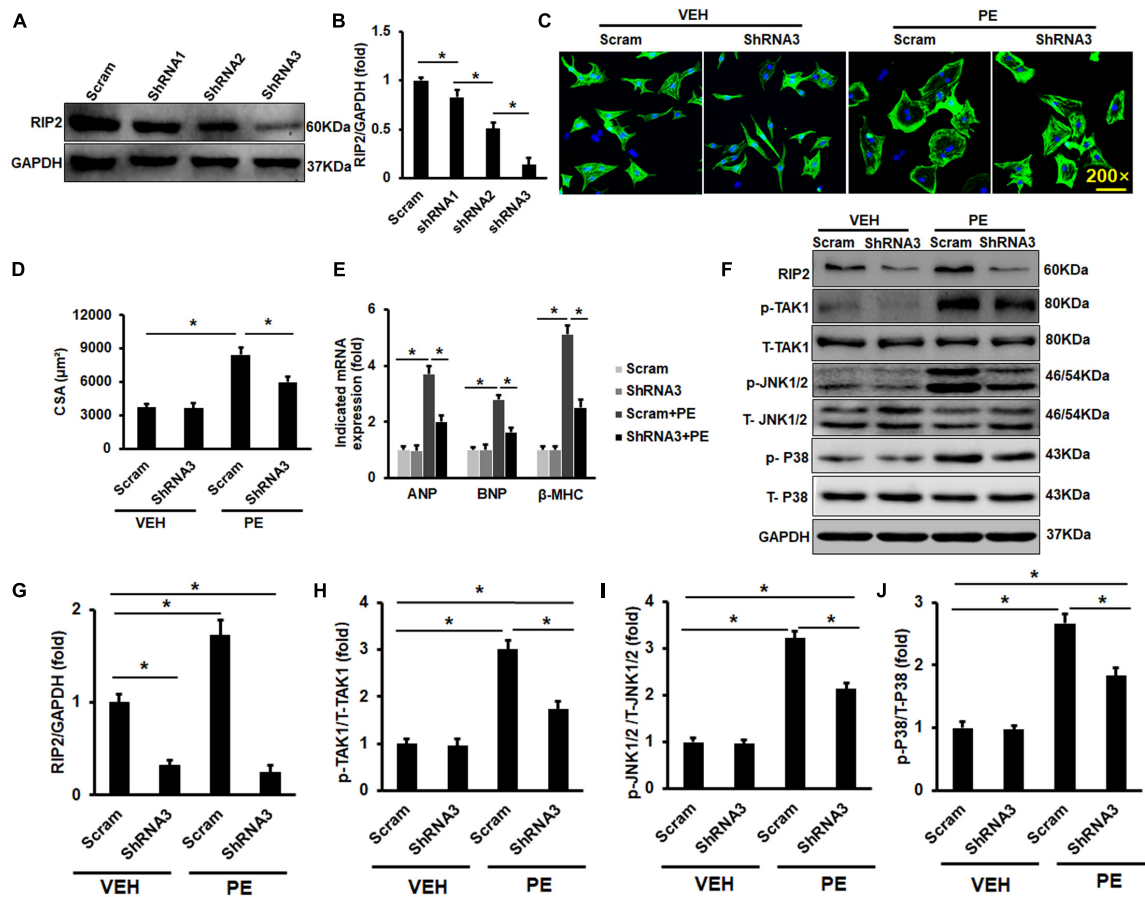 A
Scram
ShRNA1
ShRNA2
ShRNA3
RIP2
60KDa
GAPDH
37KDa
B
RIP2/GAPDH (fold)
1.5
1
0.5
0
* * *
Scram
shRNA1
shRNA2
shRNA3
C
VEH PE
Scram ShRNA3 Scram ShRNA3
200×
D
CSA (µm²)
12000
9000
6000
3000
0
* *
Scram
ShRNA3
Scram
ShRNA3
VEH PE
E
Indicated mRNA
expression (fold)
6
4
2
0
* * * * * *
ANP BNP β-MHC
Scram
ShRNA3
Scram+PE
ShRNA3+PE
F
VEH PE
Scram ShRNA3 Scram ShRNA3
RIP2 60KDa
p-TAK1 80KDa
T-TAK1 80KDa
p-JNK1/2 46/54KDa
T- JNK1/2 46/54KDa
p- P38 43KDa
T- P38 43KDa
GAPDH 37KDa
G
RIP2/GAPDH (fold)
2
1
0
* * *
Scram
ShRNA3
Scram
ShRNA3
VEH PE
H
p-TAK1/T-TAK1 (fold)
4
3
2
1
0
* * *
Scram
ShRNA3
Scram
ShRNA3
VEH PE
I
p-JNK1/2 /T-JNK1/2 (fold)
4
3
2
1
0
* * *
Scram
ShRNA3
Scram
ShRNA3
VEH PE
J
p-P38/T-P38 (fold)
3
2
1
0
* * *
Scram
ShRNA3
Scram
ShRNA3
VEH PE